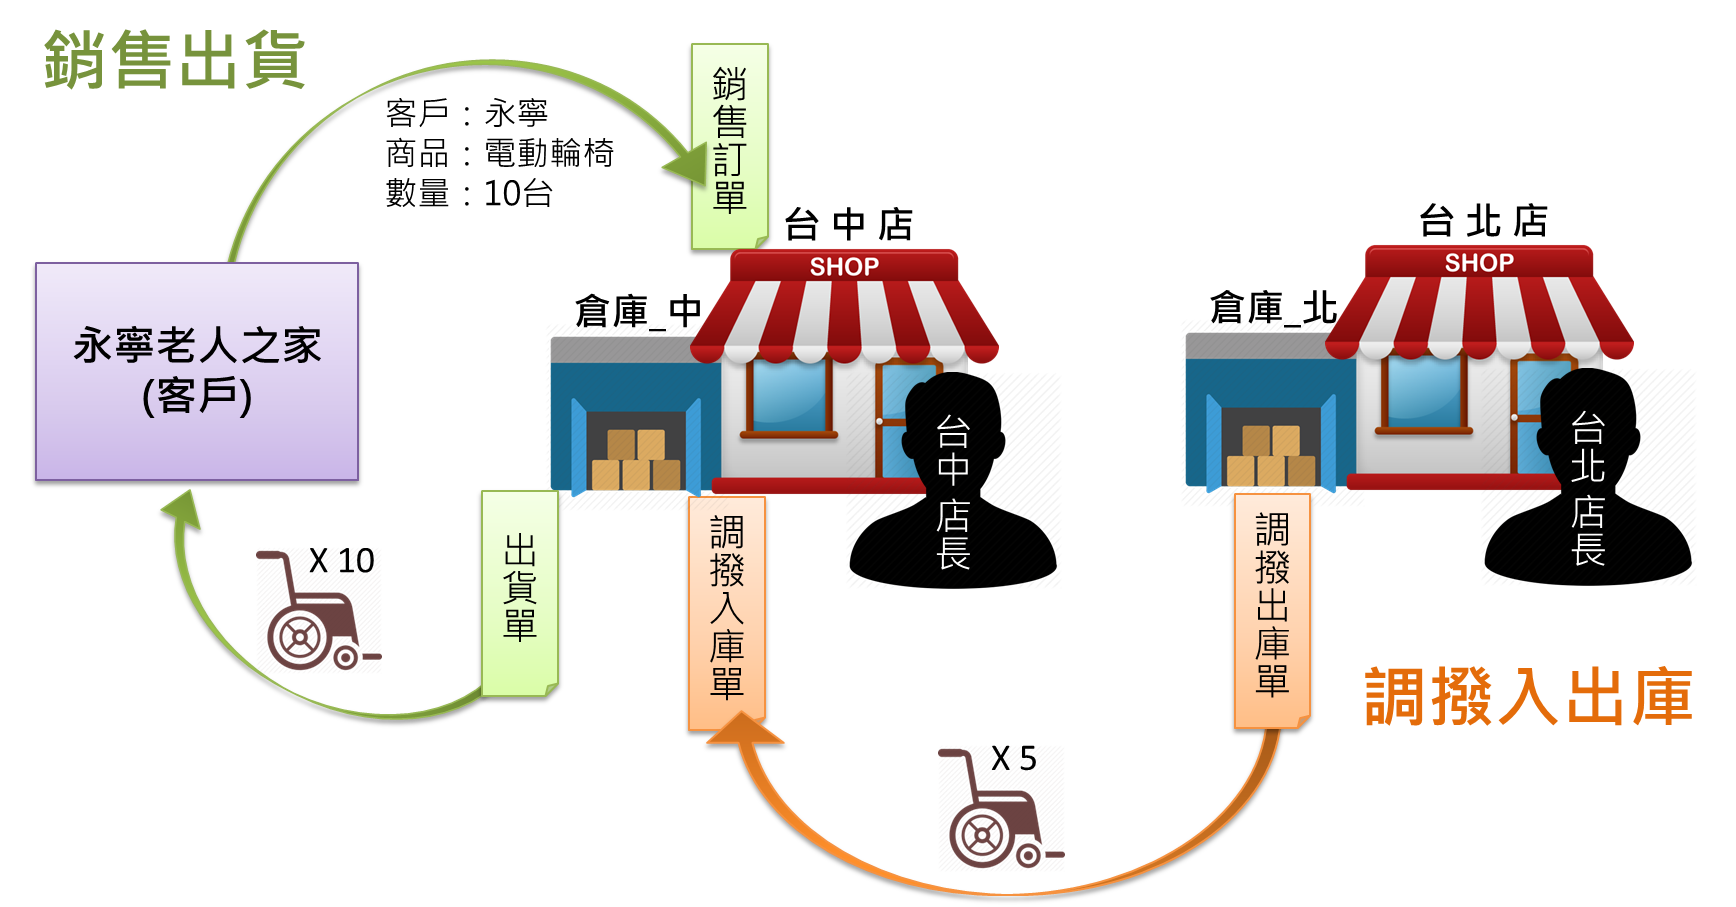 銷售出貨
客戶：永寧
商品：電動輪椅
數量：10台
銷售訂單
台中店
SHOP
倉庫_中
台北店
SHOP
倉庫_北
永寧老人之家
(客戶)
台中店長
台北店長
X 10
出貨單
調撥入庫單
調撥出庫單
調撥入出庫
X 5